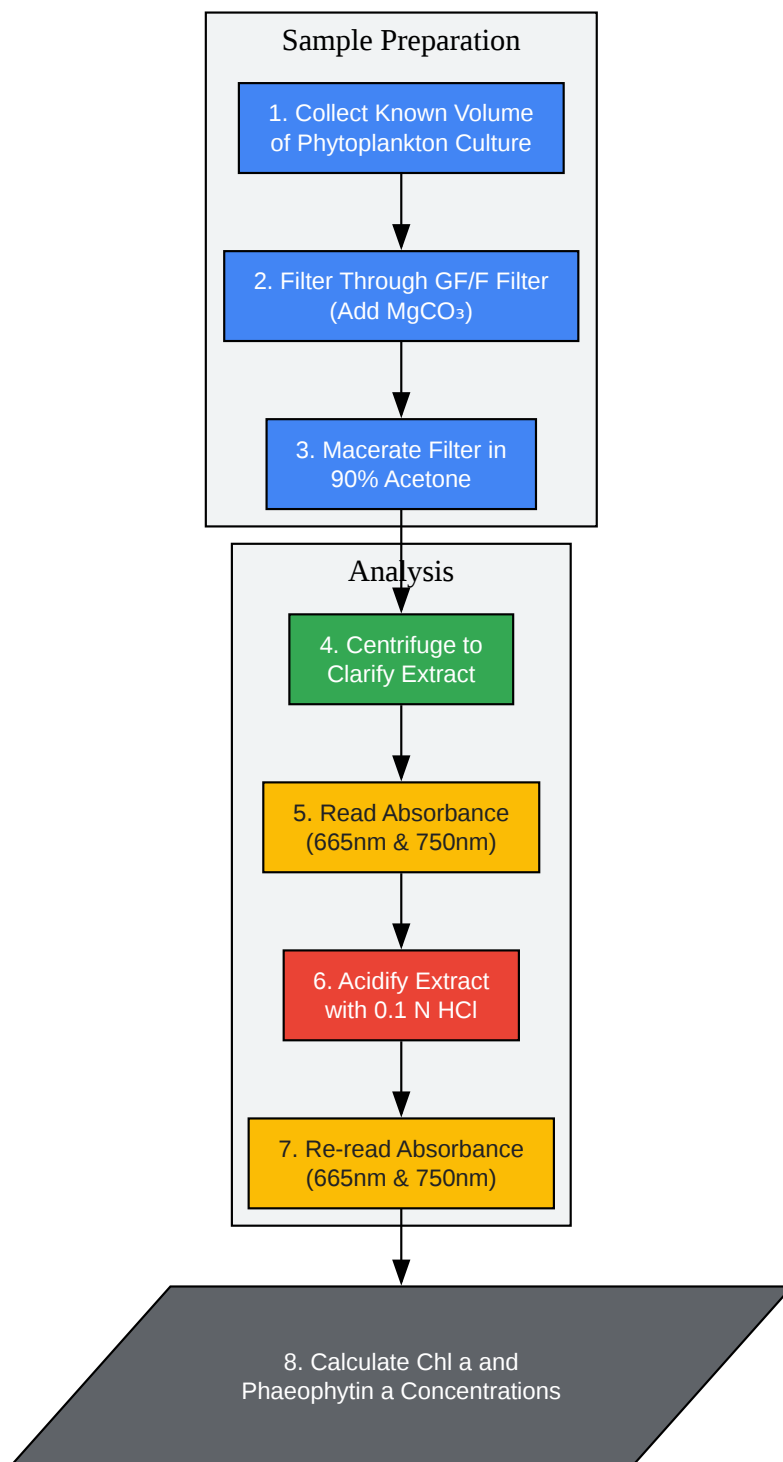 Sample Preparation
1. Collect Known Volume
of Phytoplankton Culture
2. Filter Through GF/F Filter
(Add MgCO₃)
3. Macerate Filter in
90% Acetone
Analysis
4. Centrifuge to
Clarify Extract
5. Read Absorbance
(665nm & 750nm)
6. Acidify Extract
with 0.1 N HCl
7. Re-read Absorbance
(665nm & 750nm)
8. Calculate Chl a and
Phaeophytin a Concentrations